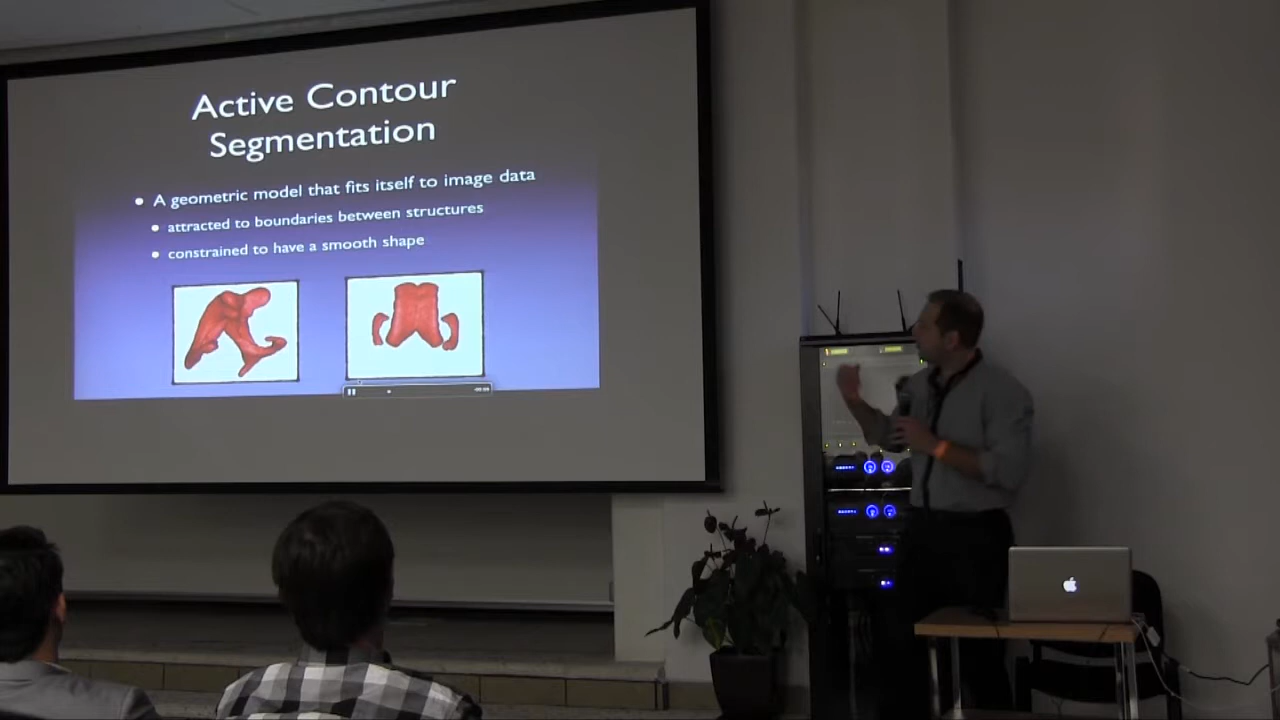 Active Contour
Segmentation
• A geometric model that fits itself to image data
• attracted to boundaries between structures
• constrained to have a smooth shape